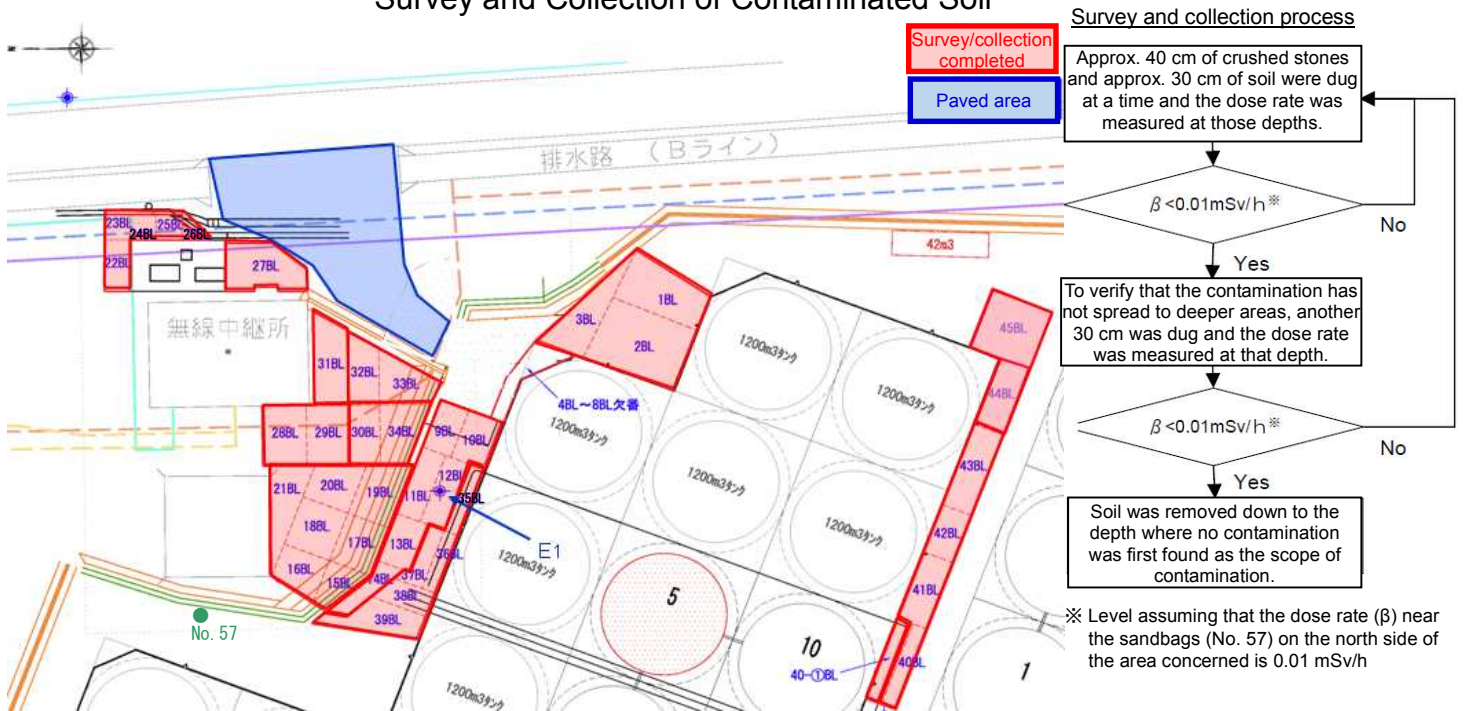 Survey and Collection of Contaminated Soil
Survey/collection
completed
Paved area
排水路 （Bライン）
23BL
24BL
25BL
26BL
22BL
27BL
無線中継所
42m3
1BL
3BL
2BL
4BL～8BL欠番
31BL
32BL
33BL
28BL
29BL
30BL
34BL
9BL
10BL
21BL
20BL
19BL
11BL
12BL
35BL
18BL
17BL
13BL
36BL
16BL
15BL
14BL
37BL
38BL
39BL
E1
No. 57
1200m3タンク
1200m3タンク
1200m3タンク
1200m3タンク
1200m3タンク
1200m3タンク
1200m3タンク
5
10
1
45BL
44BL
43BL
42BL
41BL
40BL
40-①BL
Survey and collection process
Approx. 40 cm of crushed stones
and approx. 30 cm of soil were dug
at a time and the dose rate was
measured at those depths.
β<0.01mSv/h※
No
Yes
To verify that the contamination has
not spread to deeper areas, another
30 cm was dug and the dose rate
was measured at that depth.
β<0.01mSv/h※
No
Yes
Soil was removed down to the
depth where no contamination
was first found as the scope of
contamination.
※ Level assuming that the dose rate (β) near
the sandbags (No. 57) on the north side of
the area concerned is 0.01 mSv/h